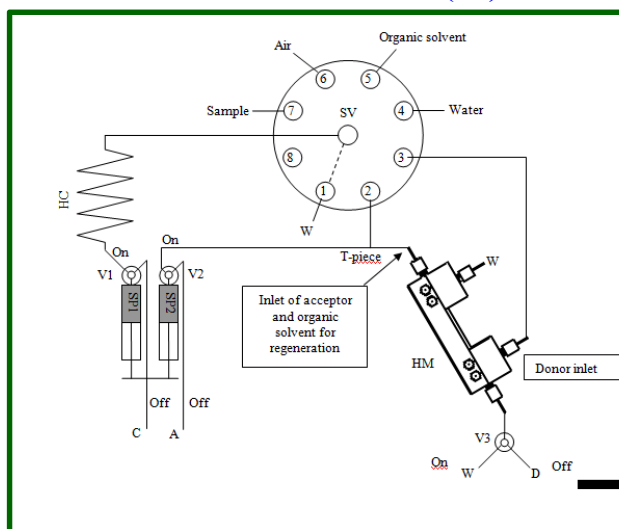 Organic solvent
Air
6
5
Sample
7
SV
4
Water
8
3
1
2
HC
W
On
On
T-piece
V1
V2
W
SP1
SP2
Inlet of acceptor
and organic
solvent for
regeneration
HM
Donor inlet
Off
Off
C
A
V3
On
Off
W
D